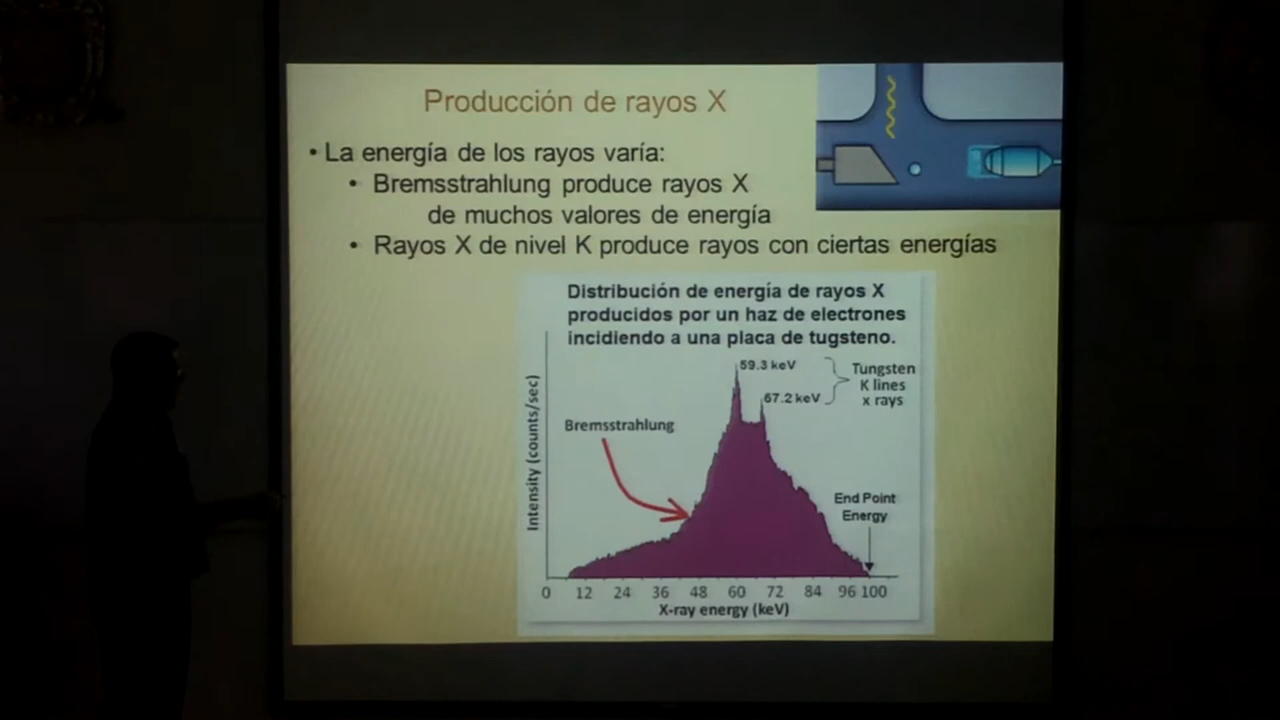 Producción de rayos X
• La energía de los rayos varía:
• Bremsstrahlung produce rayos X
de muchos valores de energía
• Rayos X de nivel K produce rayos con ciertas energías
Distribución de energía de rayos X
producidos por un haz de electrones
incidiendo a una placa de tugsteno.
59.3 keV
67.2 keV
Tungsten
K lines
x rays
Bremsstrahlung
End Point
Energy
Intensity (counts/sec)
0 12 24 36 48 60 72 84 96 100
X-ray energy (keV)